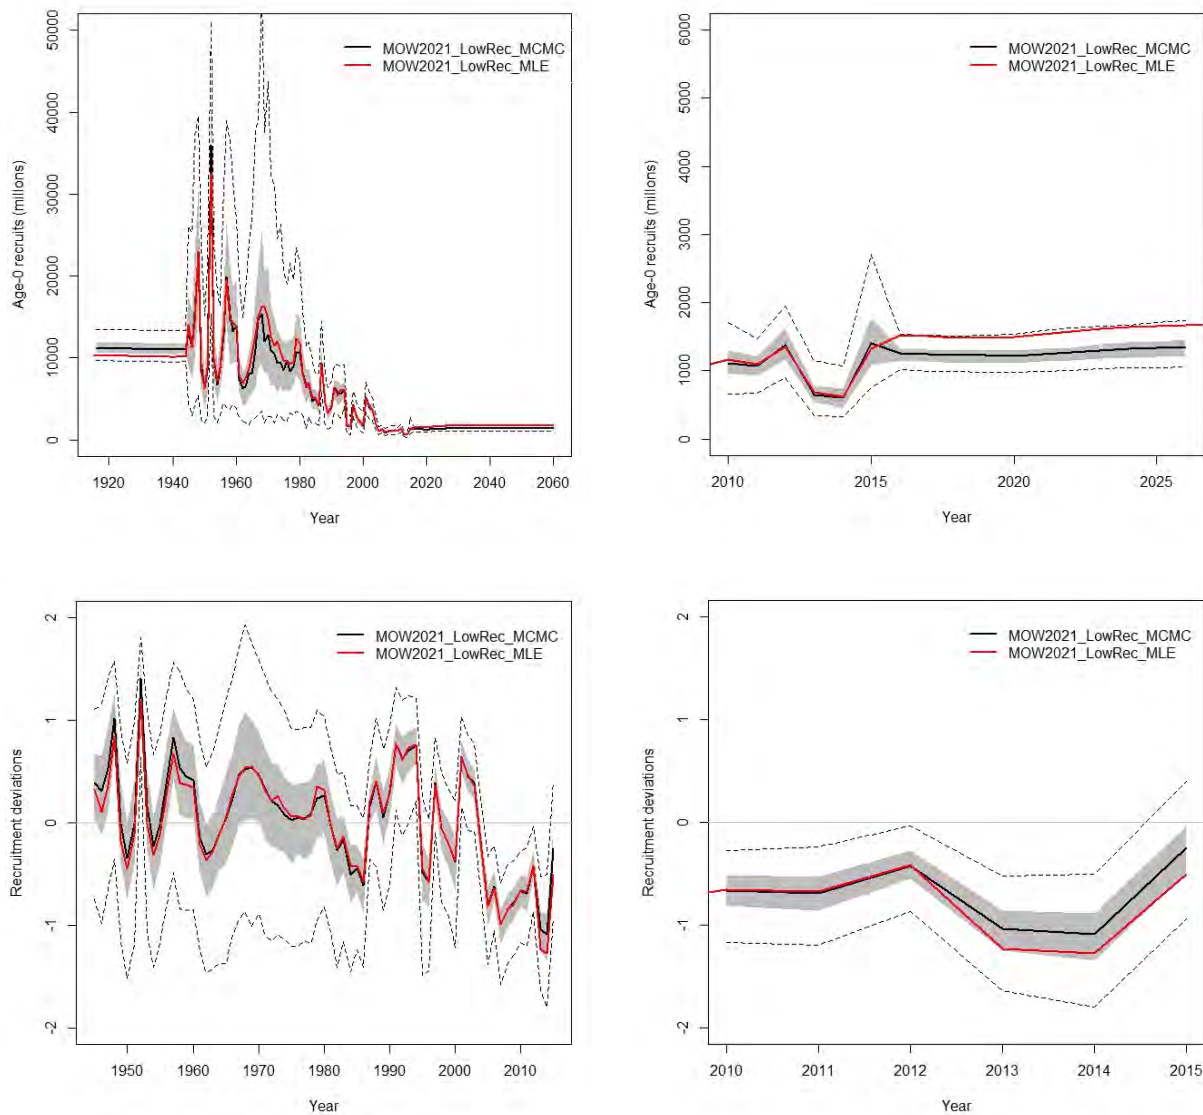 50000
40000
30000
20000
10000
0
Age-0 recruits (millons)
MOW2021_LowRec_MCMC
MOW2021_LowRec_MLE
1920 1940 1960 1980 2000 2020 2040 2060
Year
6000
5000
4000
3000
2000
1000
0
Age-0 recruits (millons)
MOW2021_LowRec_MCMC
MOW2021_LowRec_MLE
2010 2015 2020 2025
Year
2
1
0
-1
-2
Recruitment deviations
MOW2021_LowRec_MCMC
MOW2021_LowRec_MLE
1950 1960 1970 1980 1990 2000 2010
Year
2
1
0
-1
-2
Recruitment deviations
MOW2021_LowRec_MCMC
MOW2021_LowRec_MLE
2010 2011 2012 2013 2014 2015
Year